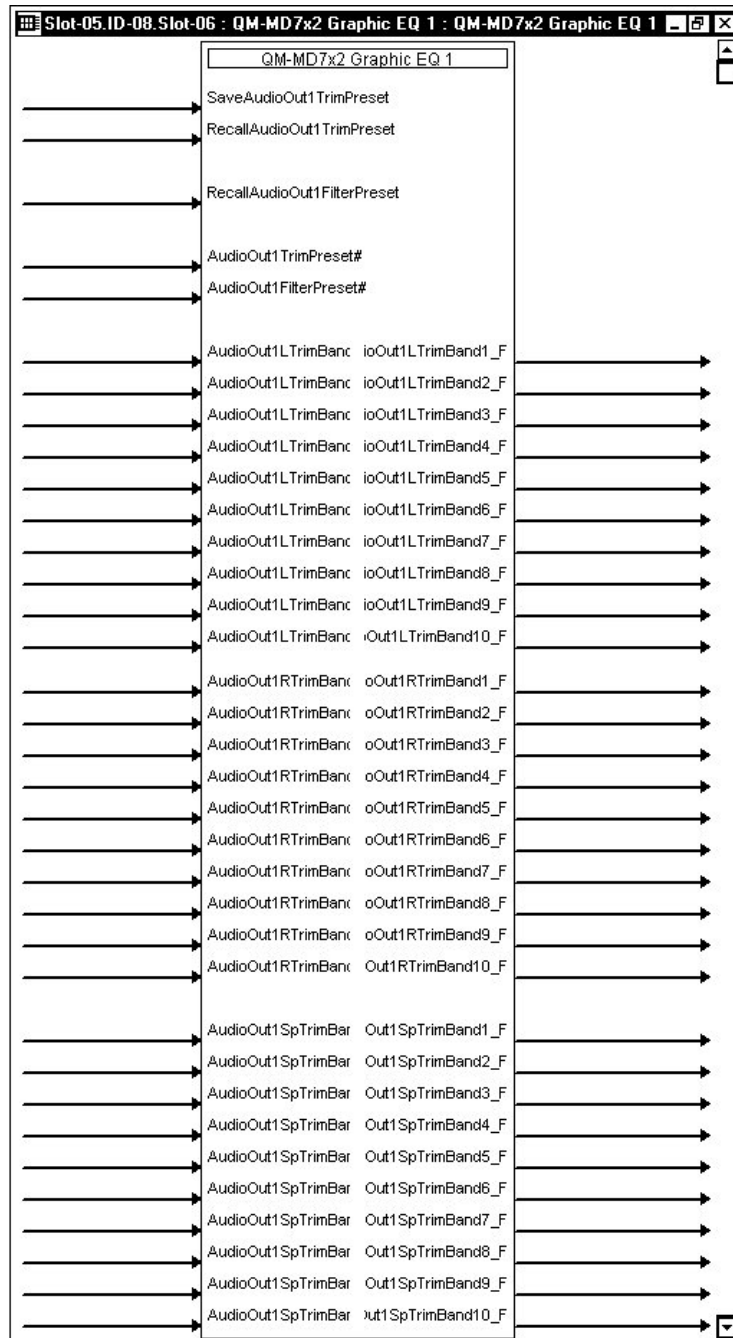 Slot-05.ID-08.Slot-06 : QM-MD7x2 Graphic EQ 1 : QM-MD7x2 Graphic EQ 1
QM-MD7x2 Graphic EQ 1
SaveAudioOut1TrimPreset
RecallAudioOut1TrimPreset
RecallAudioOut1FilterPreset
AudioOut1TrimPreset#
AudioOut1FilterPreset#
AudioOut1LTrimBanc ioOut1LTrimBand1_F
AudioOut1LTrimBanc ioOut1LTrimBand2_F
AudioOut1LTrimBanc ioOut1LTrimBand3_F
AudioOut1LTrimBanc ioOut1LTrimBand4_F
AudioOut1LTrimBanc ioOut1LTrimBand5_F
AudioOut1LTrimBanc ioOut1LTrimBand6_F
AudioOut1LTrimBanc ioOut1LTrimBand7_F
AudioOut1LTrimBanc ioOut1LTrimBand8_F
AudioOut1LTrimBanc ioOut1LTrimBand9_F
AudioOut1LTrimBanc Out1LTrimBand10_F
AudioOut1RTrimBanc oOut1RTrimBand1_F
AudioOut1RTrimBanc oOut1RTrimBand2_F
AudioOut1RTrimBanc oOut1RTrimBand3_F
AudioOut1RTrimBanc oOut1RTrimBand4_F
AudioOut1RTrimBanc oOut1RTrimBand5_F
AudioOut1RTrimBanc oOut1RTrimBand6_F
AudioOut1RTrimBanc oOut1RTrimBand7_F
AudioOut1RTrimBanc oOut1RTrimBand8_F
AudioOut1RTrimBanc oOut1RTrimBand9_F
AudioOut1RTrimBanc Out1RTrimBand10_F
AudioOut1SpTrimBar Out1SpTrimBand1_F
AudioOut1SpTrimBar Out1SpTrimBand2_F
AudioOut1SpTrimBar Out1SpTrimBand3_F
AudioOut1SpTrimBar Out1SpTrimBand4_F
AudioOut1SpTrimBar Out1SpTrimBand5_F
AudioOut1SpTrimBar Out1SpTrimBand6_F
AudioOut1SpTrimBar Out1SpTrimBand7_F
AudioOut1SpTrimBar Out1SpTrimBand8_F
AudioOut1SpTrimBar Out1SpTrimBand9_F
AudioOut1SpTrimBar ut1SpTrimBand10_F